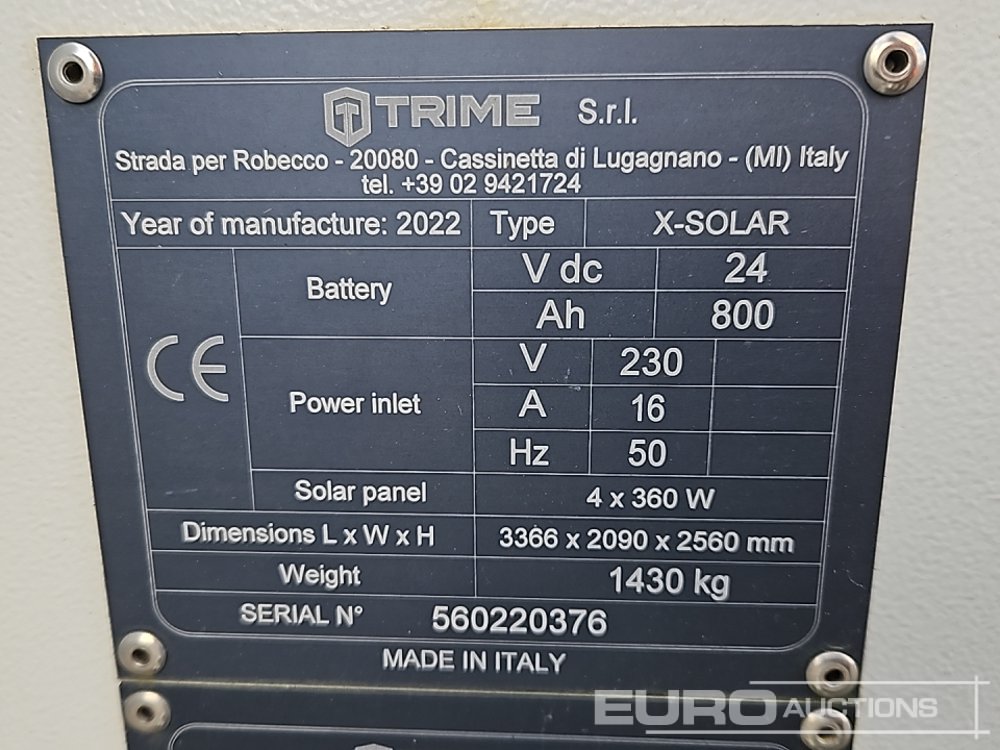 TRIME S.r.l.
Strada per Robecco - 20080 - Cassinetta di Lugagnano - (MI) Italy
tel. +39 02 9421724
Year of manufacture: 2022 Type X-SOLAR
Battery V dc 24
Ah 800
CE
Power inlet V 230
A 16
Hz 50
Solar panel 4 x 360 W
Dimensions L x W x H 3366 x 2090 x 2560 mm
Weight 1430 kg
SERIAL N° 560220376
MADE IN ITALY
EURO AUCTIONS